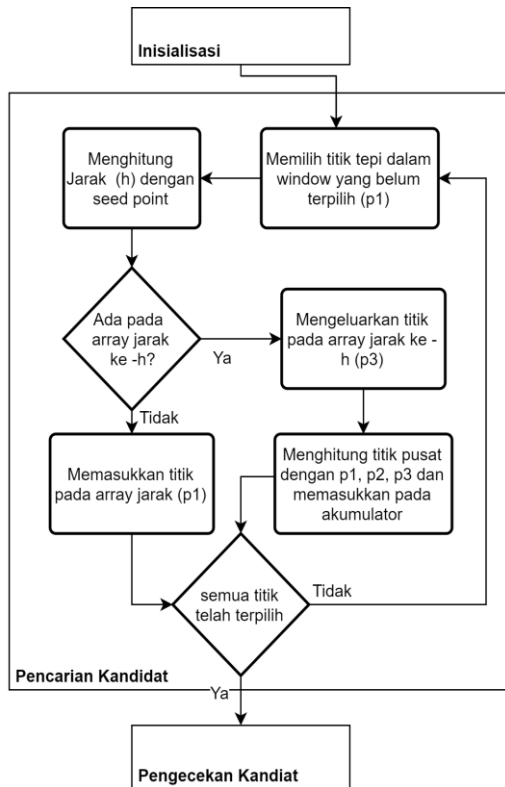 Inisialisasi
Menghitung
Jarak (h) dengan
seed point
Memilih titik tepi dalam
window yang belum
terpilih (p1)
Ada pada
array jarak
ke -h?
Ya
Mengeluarkan titik
pada array jarak ke -
h (p3)
Tidak
Memasukkan titik
pada array jarak (p1)
Menghitung titik pusat
dengan p1, p2, p3 dan
memasukkan pada
akumulator
semua titik
telah terpilih
Tidak
Pencarian Kandidat
Ya
Pengecekan Kandiat